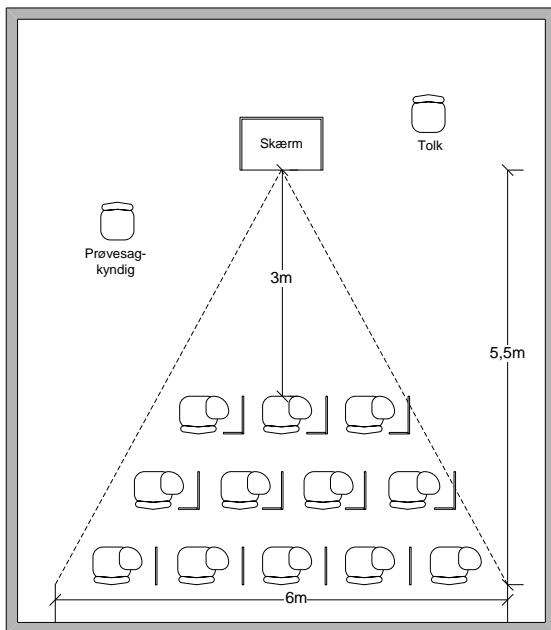 Skærm
Tolk
Prøvesag-
kyndig
3m
5,5m
6m